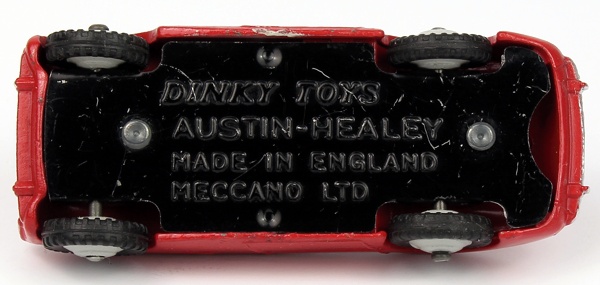 DINKY TOYS
AUSTIN-HEALEY
MADE IN ENGLAND
MECCANO LTD